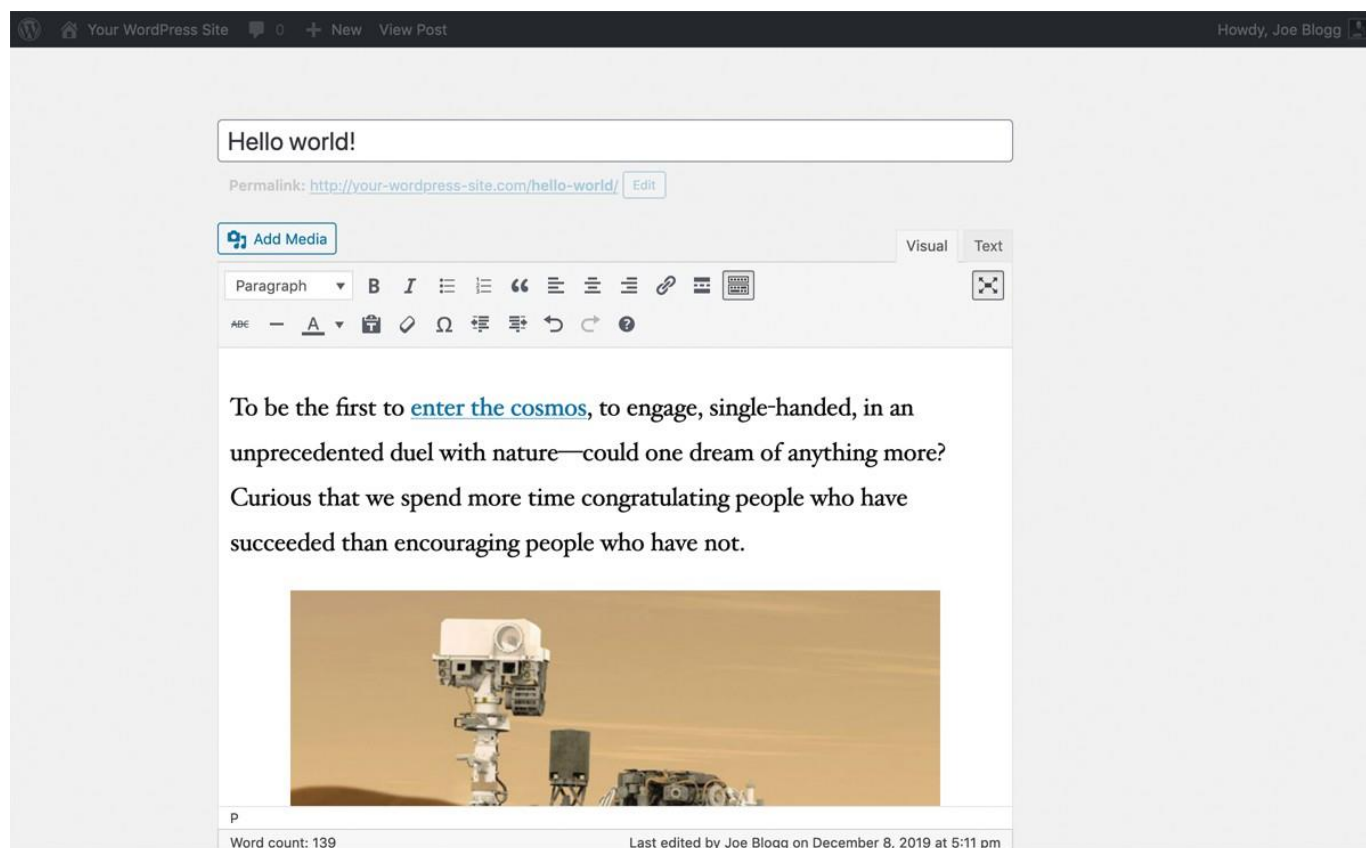 Your WordPress Site 0 New View Post Howdy, Joe Blogg
Hello world!
Permalink: http://your-wordpress-site.com/hello-world/ Edit
Add Media
Visual Text
Paragraph B I
ABC A Ω
To be the first to enter the cosmos, to engage, single-handed, in an
unprecedented duel with nature—could one dream of anything more?
Curious that we spend more time congratulating people who have
succeeded than encouraging people who have not.
P
Word count: 139 Last edited by Joe Blogg on December 8, 2019 at 5:11 pm